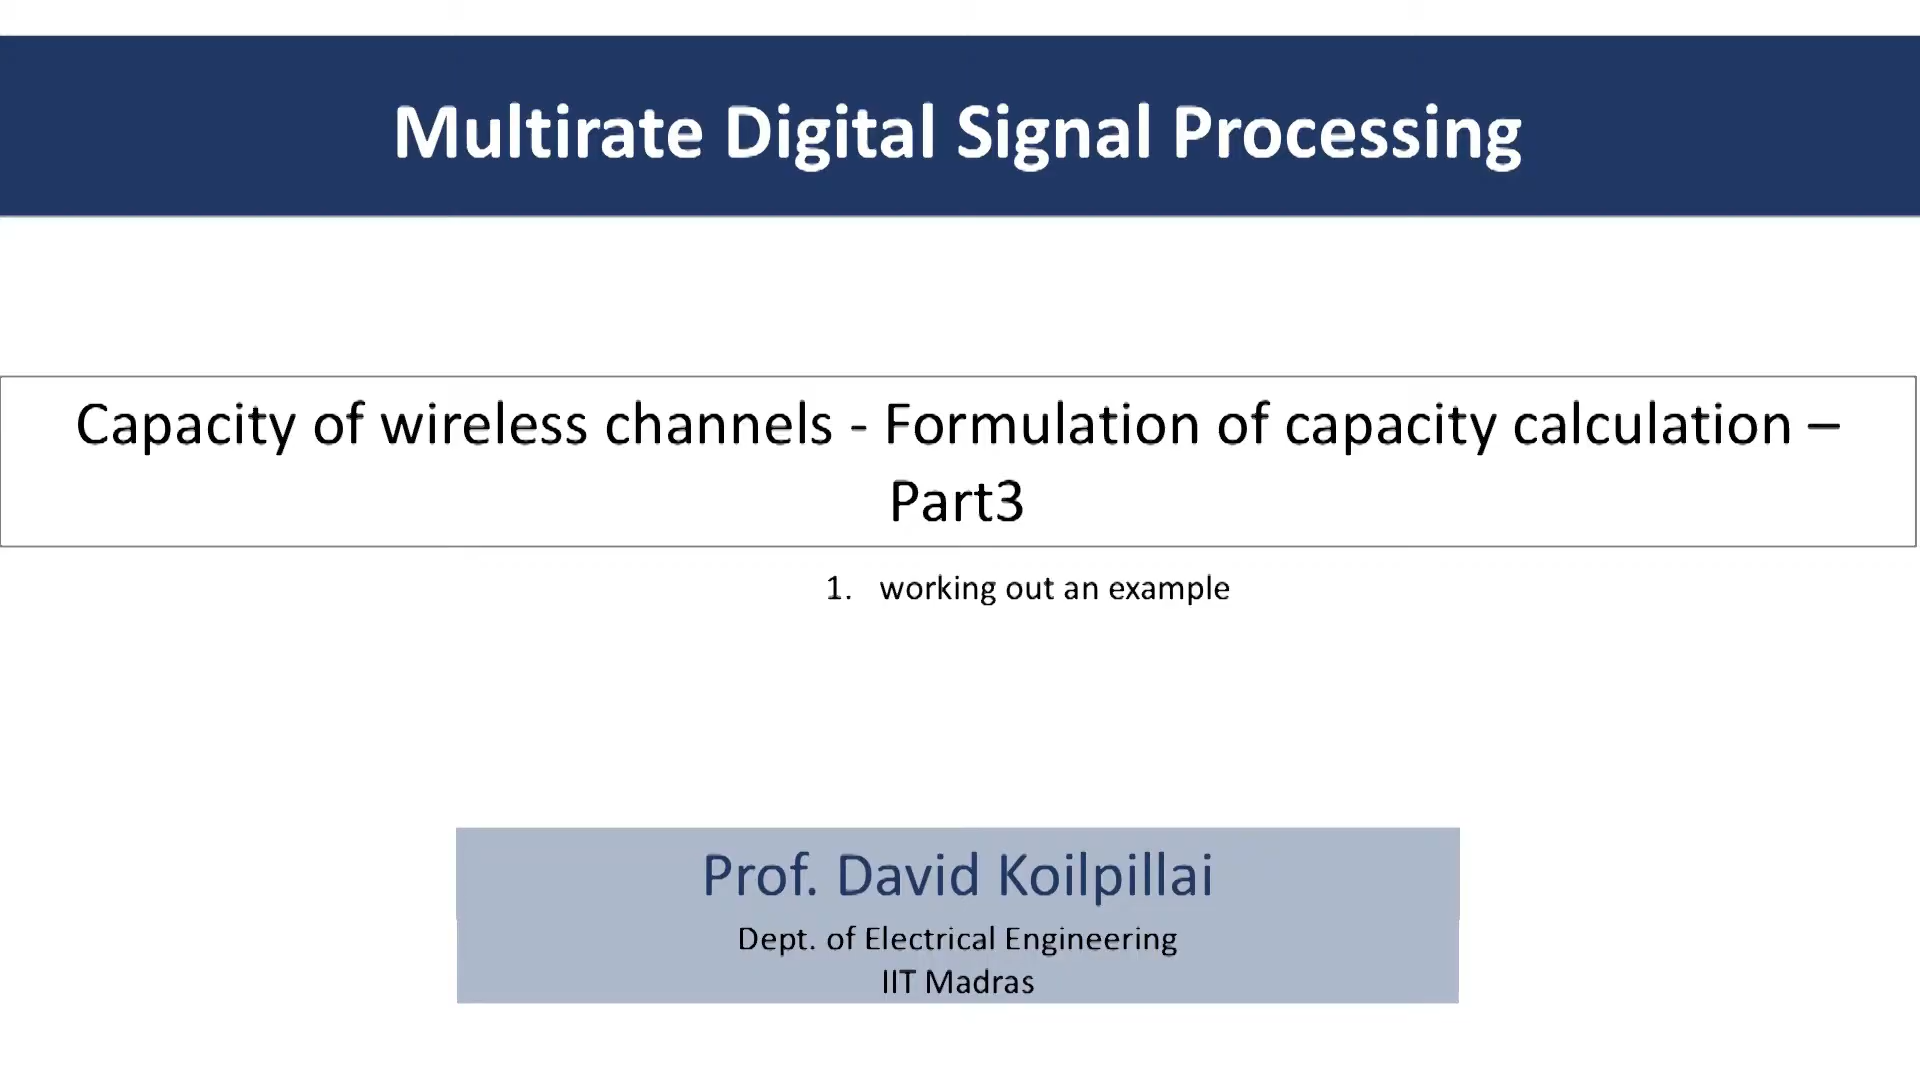 Multirate Digital Signal Processing
Capacity of wireless channels - Formulation of capacity calculation –
Part3
1. working out an example
Prof. David Koilpillai
Dept. of Electrical Engineering
IIT Madras